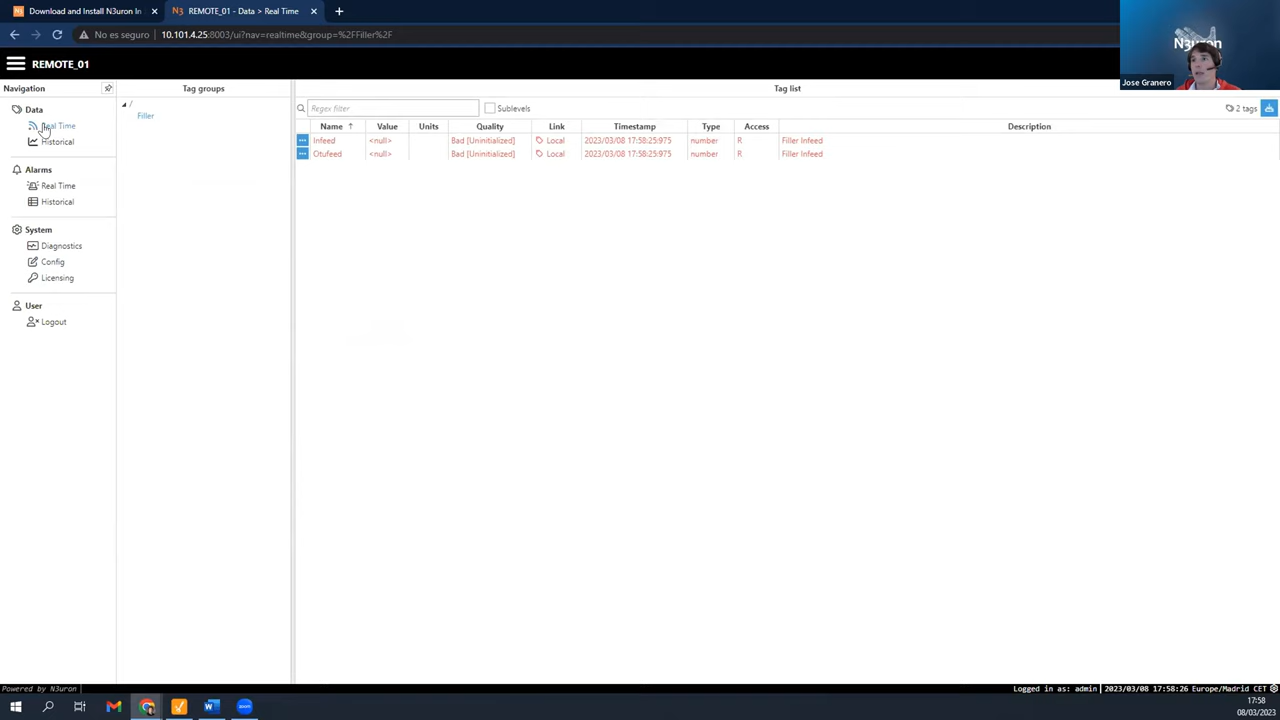 Download and Install N3uron In
REMOTE_01 - Data > Real Time
No es seguro
10.101.4.25:8003/ui?nav=realtime&group=%2FFiller%2F
N3uron
Jose Granero
REMOTE_01
Navigation
Data
Real Time
Historical
Alarms
Real Time
Historical
System
Diagnostics
Config
Licensing
User
Logout
Tag groups
/
Filler
Tag list
Regex filter
Sublevels
2 tags
Name ↑ Value Units Quality Link Timestamp Type Access Description
Infeed <null> Bad [Uninitialized] Local 2023/03/08 17:58:25:975 number R Filler Infeed
Otufeed <null> Bad [Uninitialized] Local 2023/03/08 17:58:25:975 number R Filler Infeed
Powered by N3uron
Logged in as: admin
2023/03/08 17:58:26 Europe/Madrid CET
zoom
17:58
08/03/2023